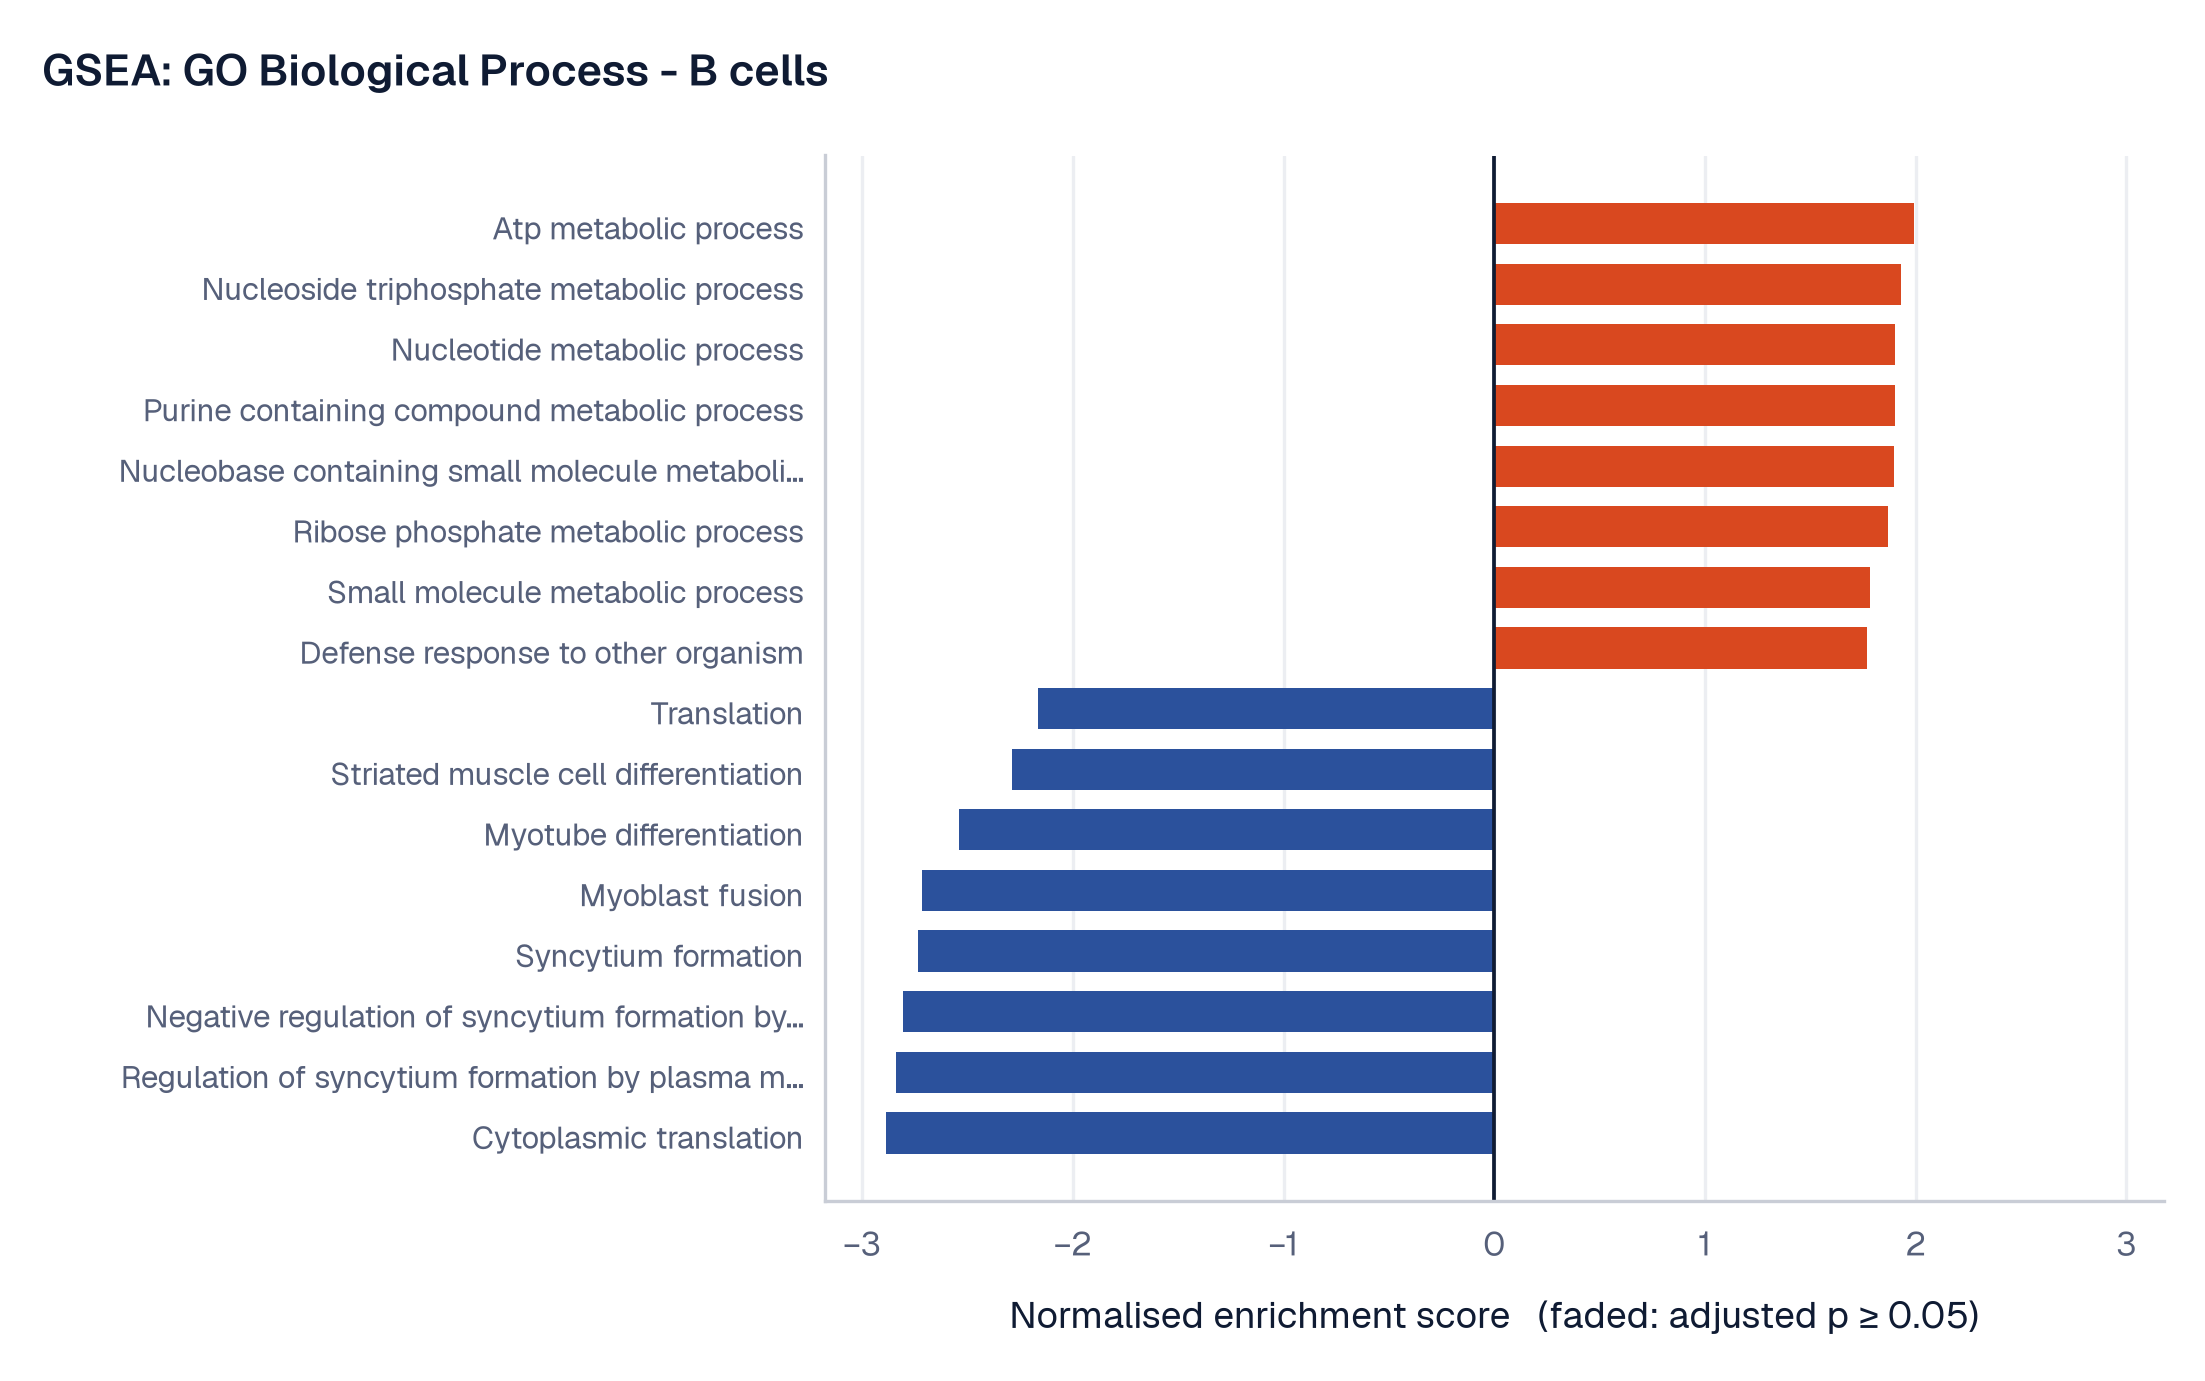 GSEA: GO Biological Process - B cells
Atp metabolic process
Nucleoside triphosphate metabolic process
Nucleotide metabolic process
Purine containing compound metabolic process
Nucleobase containing small molecule metaboli…
Ribose phosphate metabolic process
Small molecule metabolic process
Defense response to other organism
Translation
Striated muscle cell differentiation
Myotube differentiation
Myoblast fusion
Syncytium formation
Negative regulation of syncytium formation by…
Regulation of syncytium formation by plasma m…
Cytoplasmic translation
−3 −2 −1 0 1 2 3
Normalised enrichment score (faded: adjusted p ≥ 0.05)